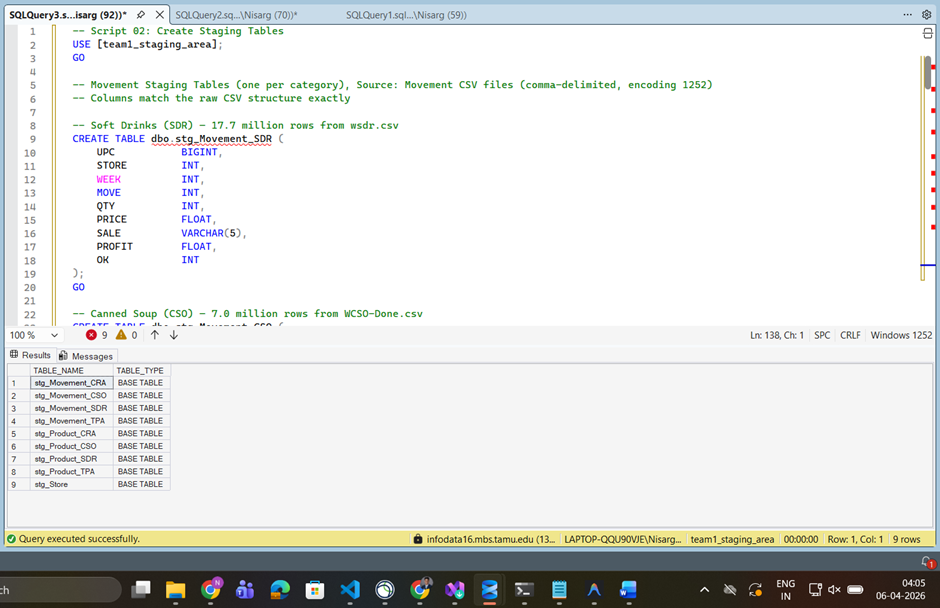 SQLQuery3.s...isarg (92))*
SQLQuery2.sq...\Nisarg (70))*
SQLQuery1.sql...\Nisarg (59))
1 -- Script 02: Create Staging Tables
2 USE [team1_staging_area];
3 GO
4
5 -- Movement Staging Tables (one per category), Source: Movement CSV files (comma-delimited, encoding 1252)
6 -- Columns match the raw CSV structure exactly
7
8 -- Soft Drinks (SDR) — 17.7 million rows from wsdr.csv
9 CREATE TABLE dbo.stg_Movement_SDR (
10 UPC BIGINT,
11 STORE INT,
12 WEEK INT,
13 MOVE INT,
14 QTY INT,
15 PRICE FLOAT,
16 SALE VARCHAR(5),
17 PROFIT FLOAT,
18 OK INT
19 );
20 GO
21
22 -- Canned Soup (CSO) — 7.0 million rows from WCSO-Done.csv
CREATE TABLE dbo.stg_Movement_CSO (
100 % 9 0 Ln: 138, Ch: 1 SPC CRLF Windows 1252
Results Messages
TABLE_NAME TABLE_TYPE
1 stg_Movement_CRA BASE TABLE
2 stg_Movement_CSO BASE TABLE
3 stg_Movement_SDR BASE TABLE
4 stg_Movement_TPA BASE TABLE
5 stg_Product_CRA BASE TABLE
6 stg_Product_CSO BASE TABLE
7 stg_Product_SDR BASE TABLE
8 stg_Product_TPA BASE TABLE
9 stg_Store BASE TABLE
Query executed successfully. infodata16.mbs.tamu.edu (13... LAPTOP-QQU90VJE\Nisarg... team1_staging_area 00:00:00 Row: 1, Col: 1 9 rows
1
ch
ENG
IN
04:05
06-04-2026